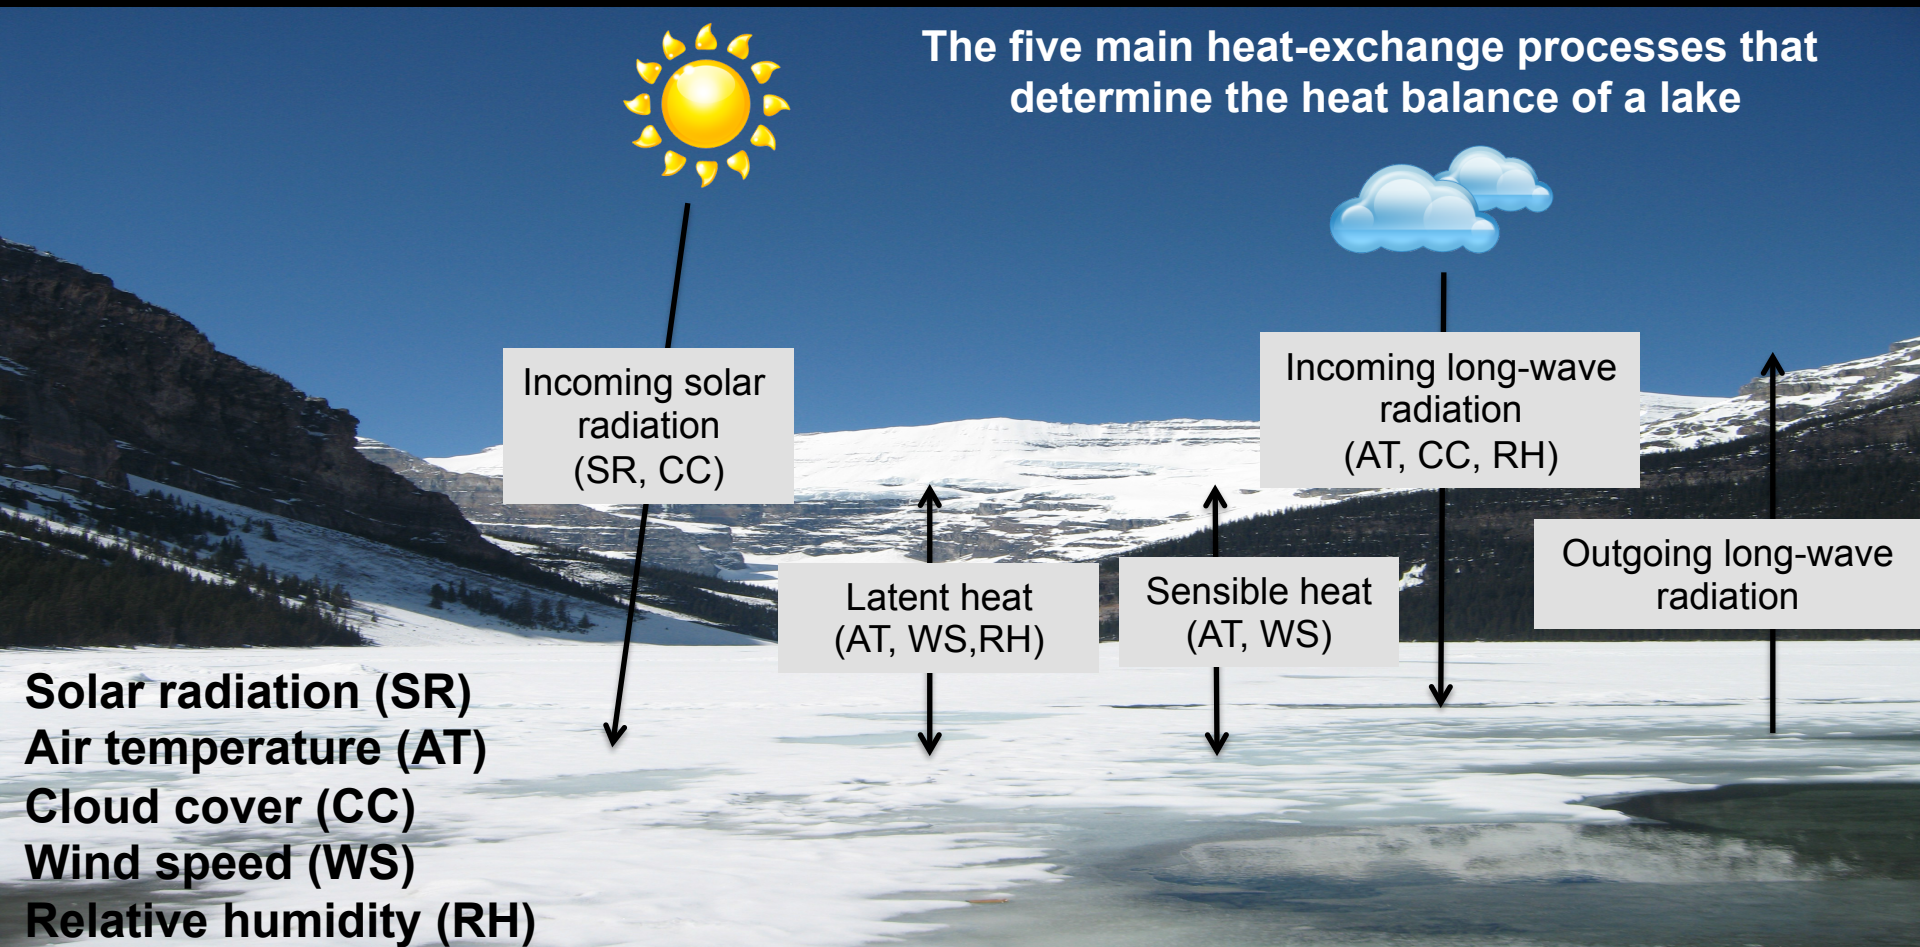 The five main heat-exchange processes that
determine the heat balance of a lake
Incoming solar
radiation
(SR, CC)
Incoming long-wave
radiation
(AT, CC, RH)
Latent heat
(AT, WS,RH)
Sensible heat
(AT, WS)
Outgoing long-wave
radiation
Solar radiation (SR)
Air temperature (AT)
Cloud cover (CC)
Wind speed (WS)
Relative humidity (RH)